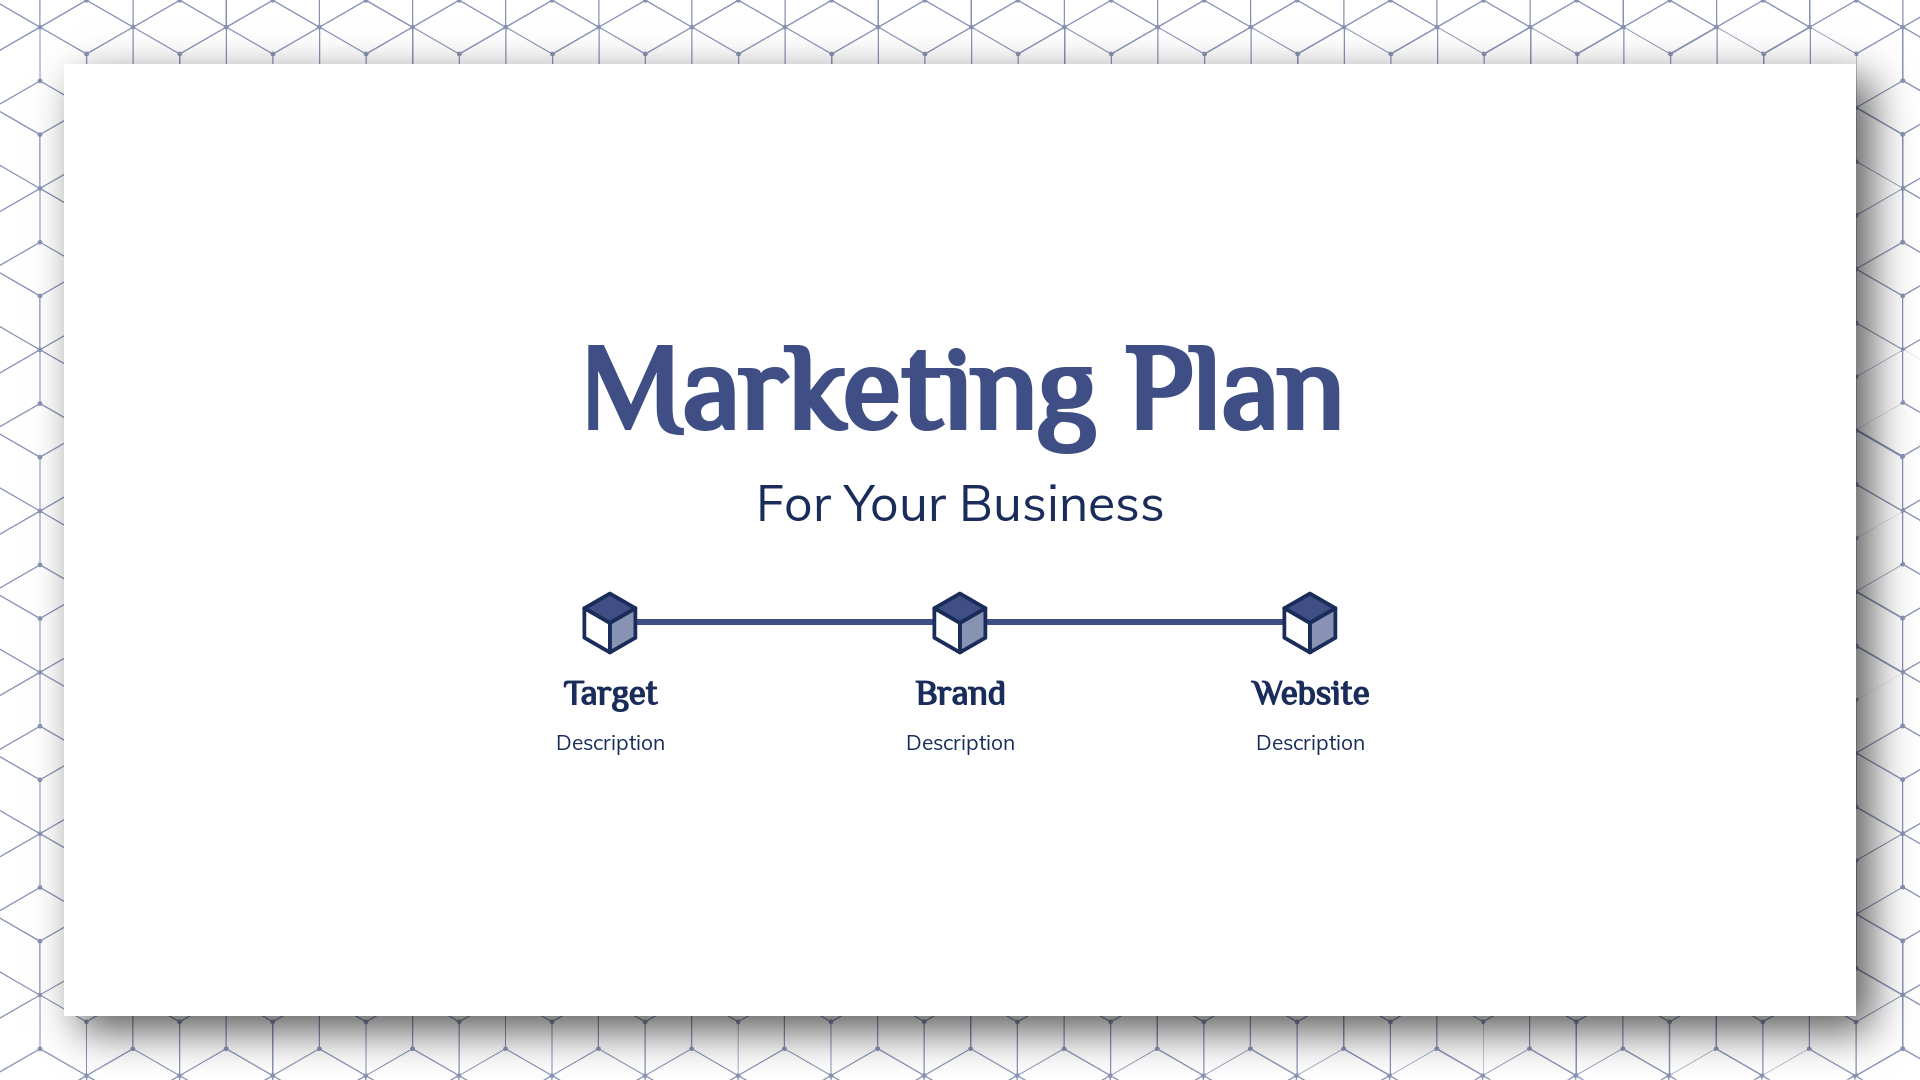 Marketing Plan
For Your Business
Target
Brand
Website
Description
Description
Description